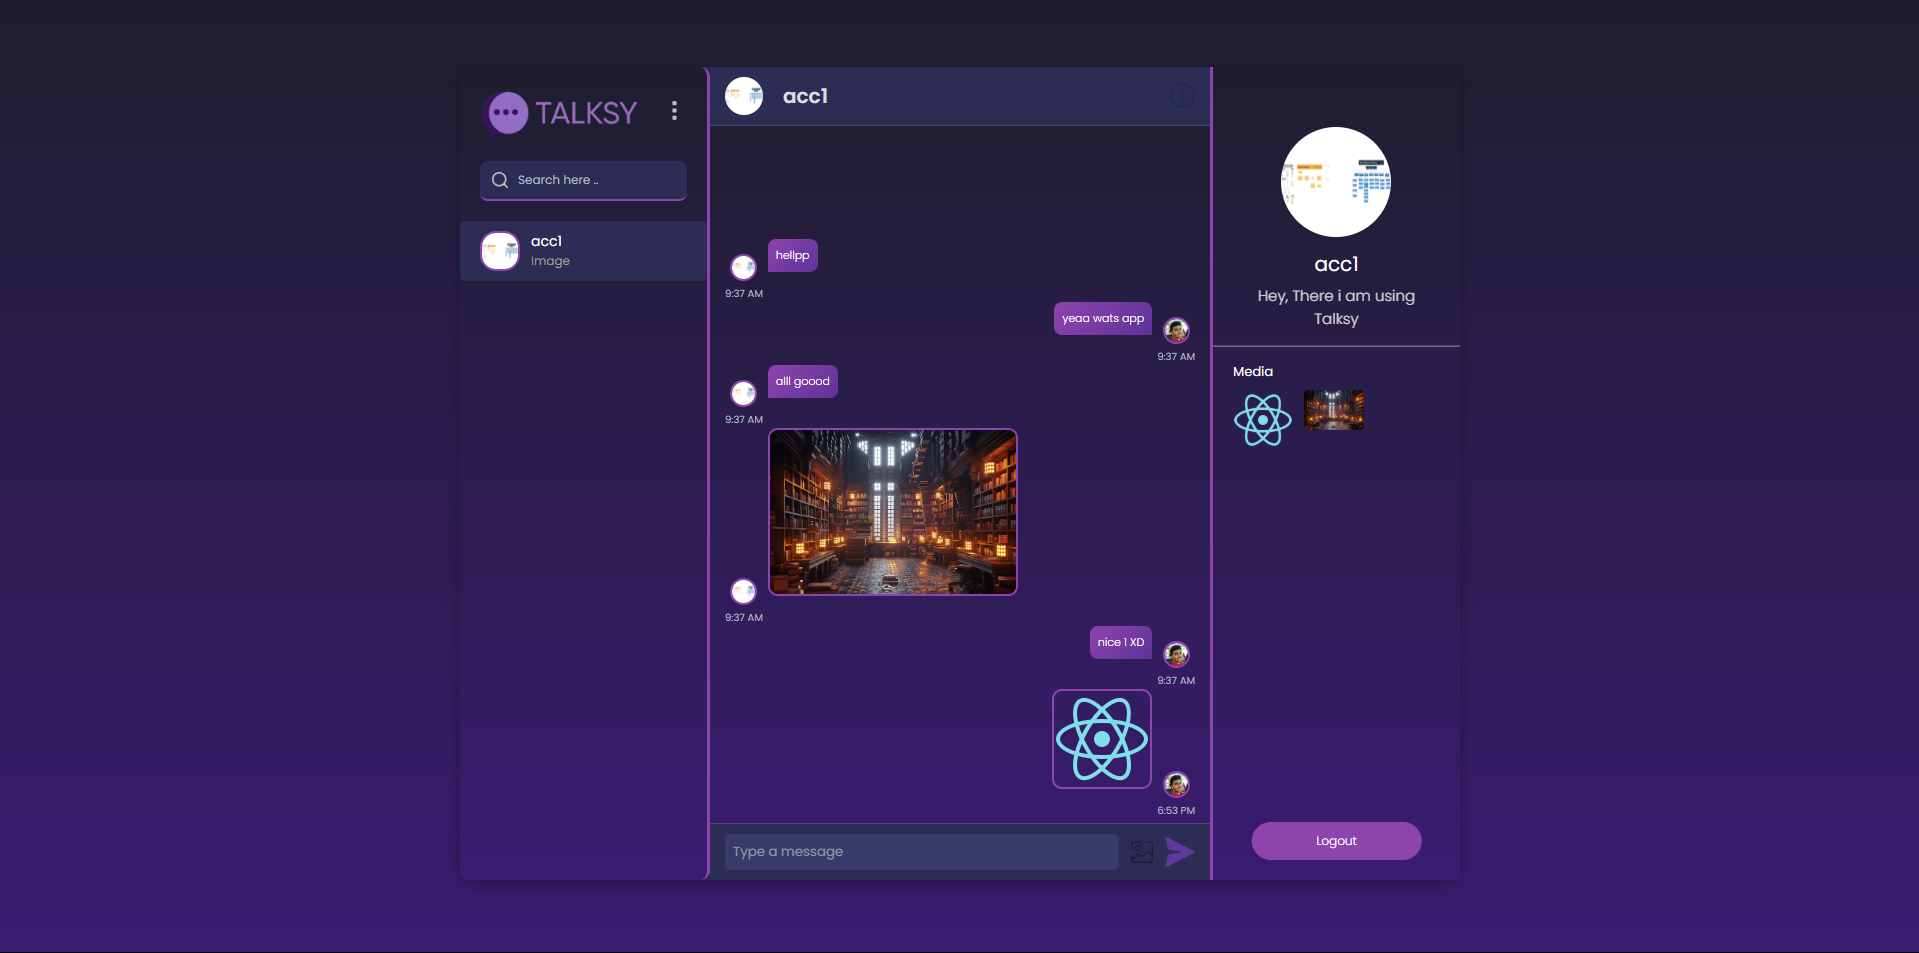 TALKSY
Search here ..
acc1
Image
acc1
hellpp
9:37 AM
yeaa wats app
9:37 AM
alll goood
9:37 AM
9:37 AM
nice 1 XD
9:37 AM
6:53 PM
Type a message
acc1
Hey, There i am using
Talksy
Media
Logout